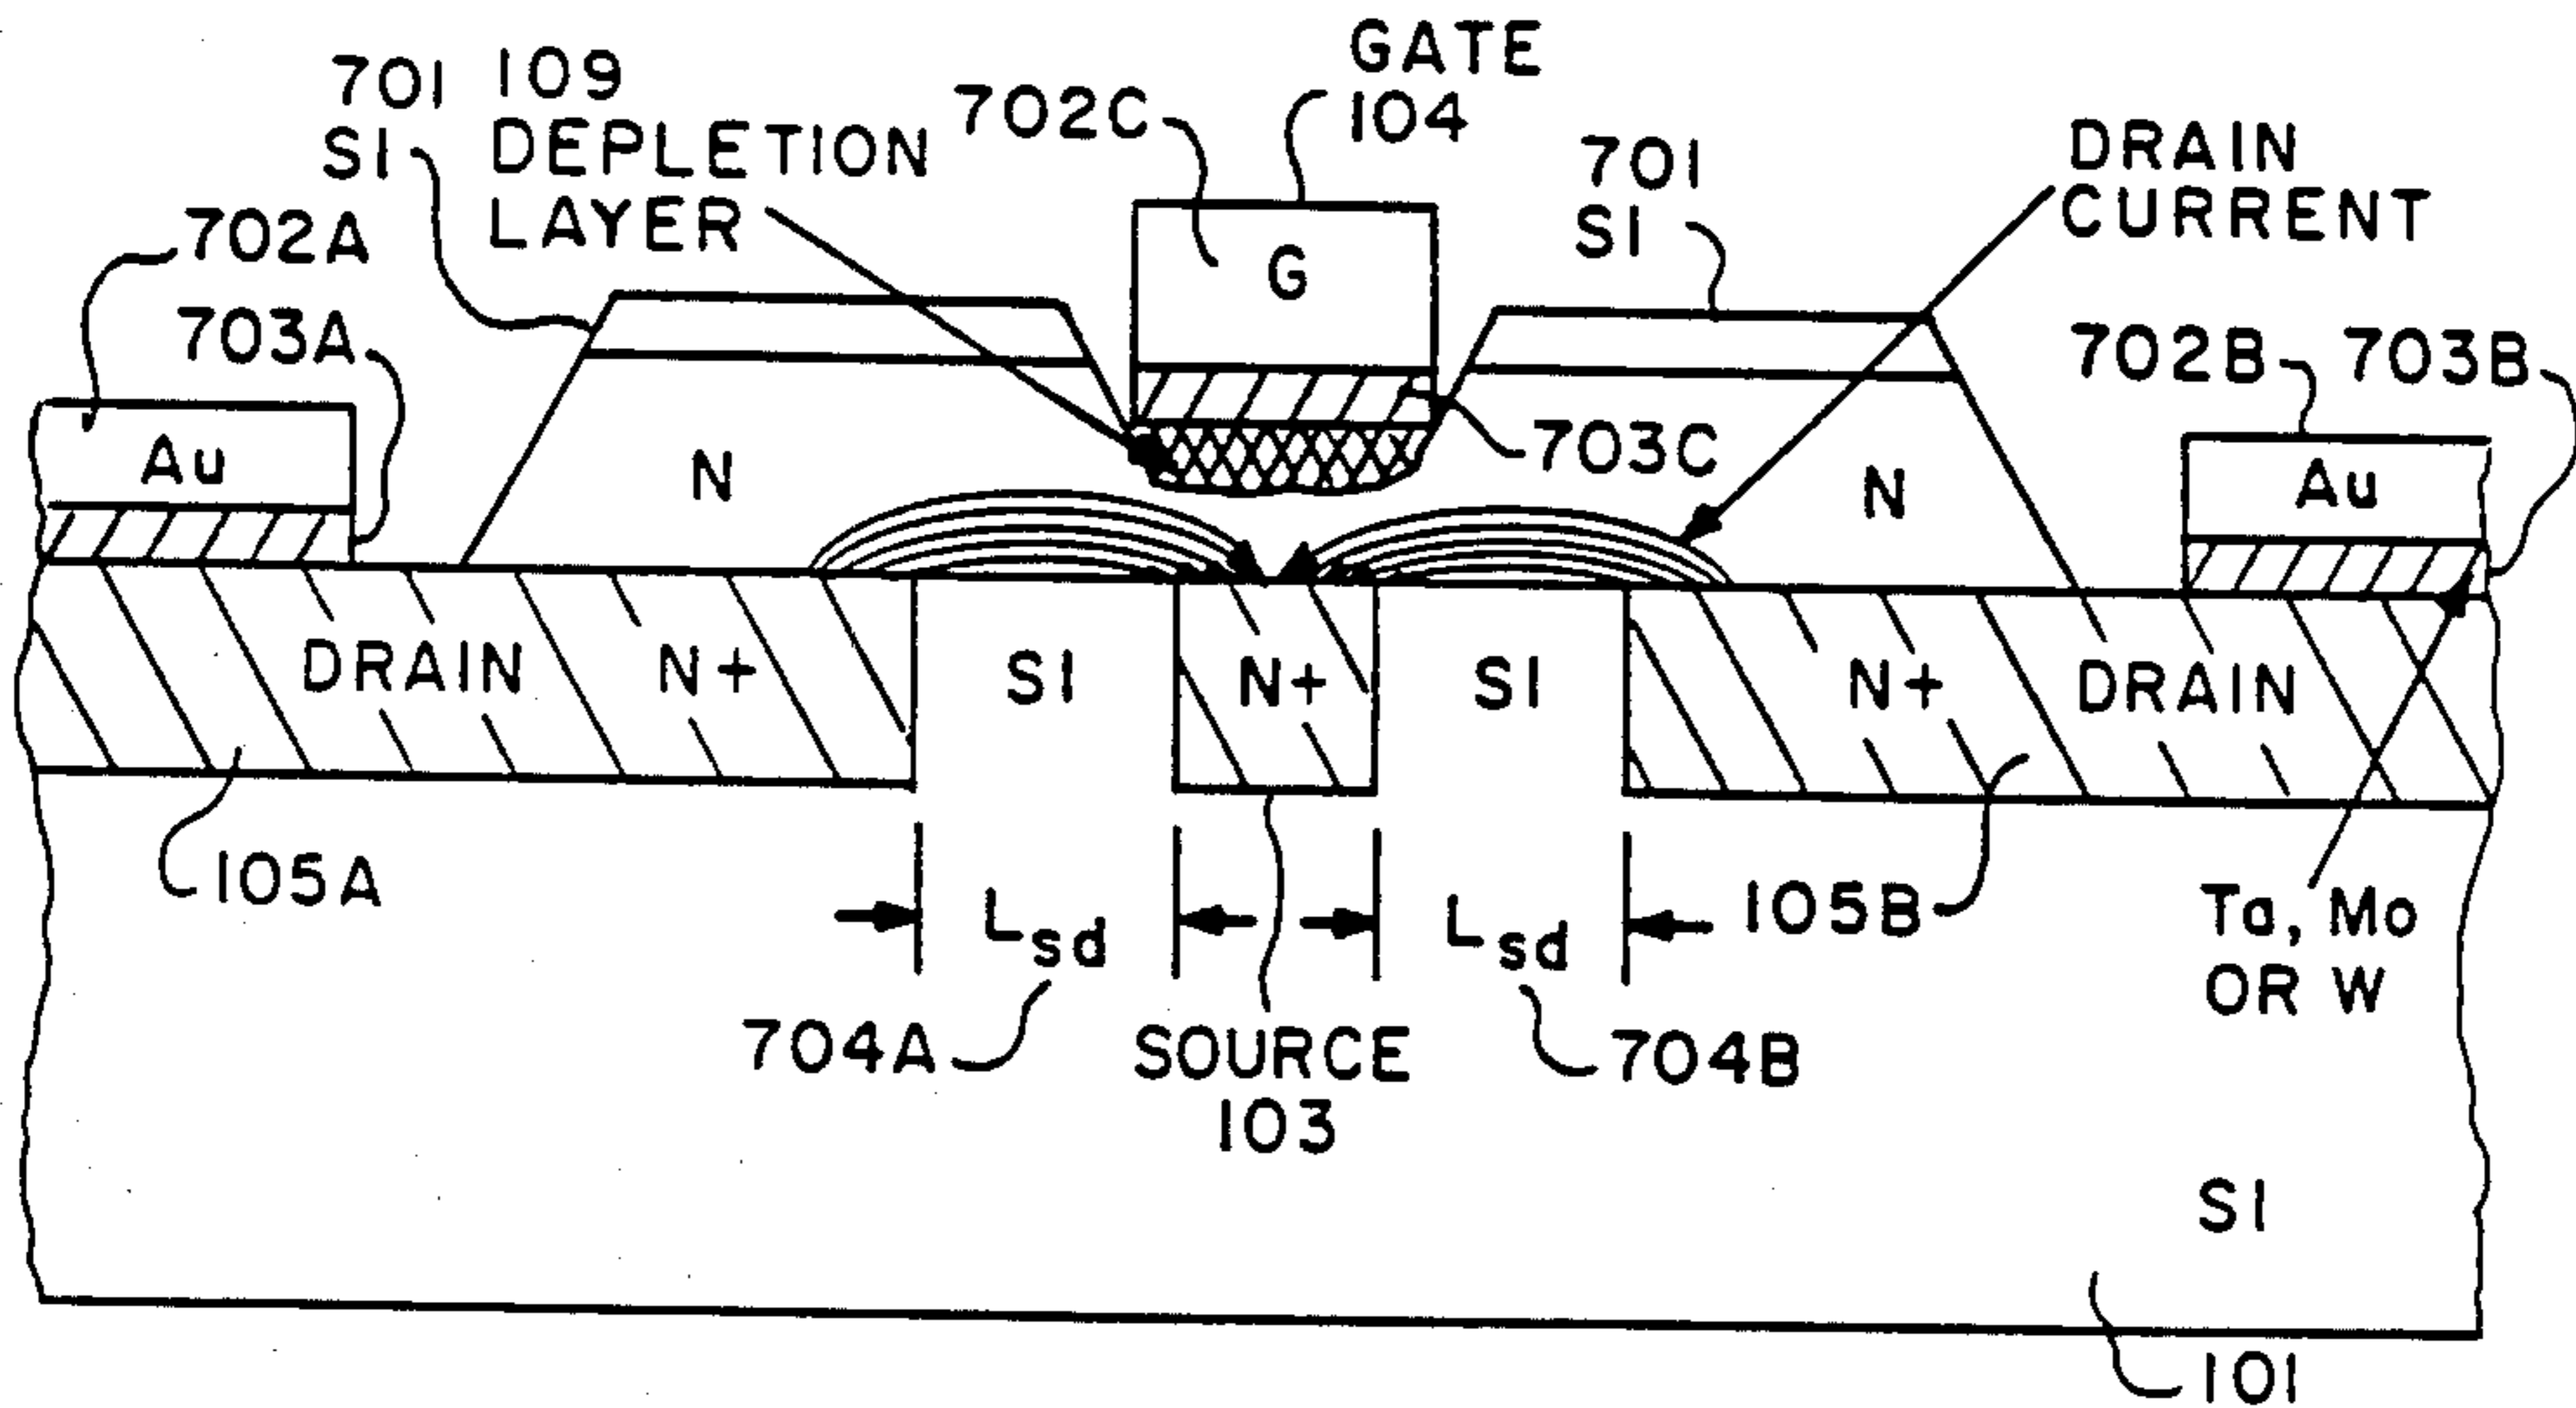 GATE
104
701
SI
109
DEPLETION
LAYER
702C
701
SI
DRAIN
CURRENT
702A
703A
G
702B
703B
Au
N
703C
N
Au
DRAIN
N+
SI
N+
SI
N+
DRAIN
105A
Lsd
Lsd
105B
Ta, Mo
OR W
704A
SOURCE
103
704B
SI
101